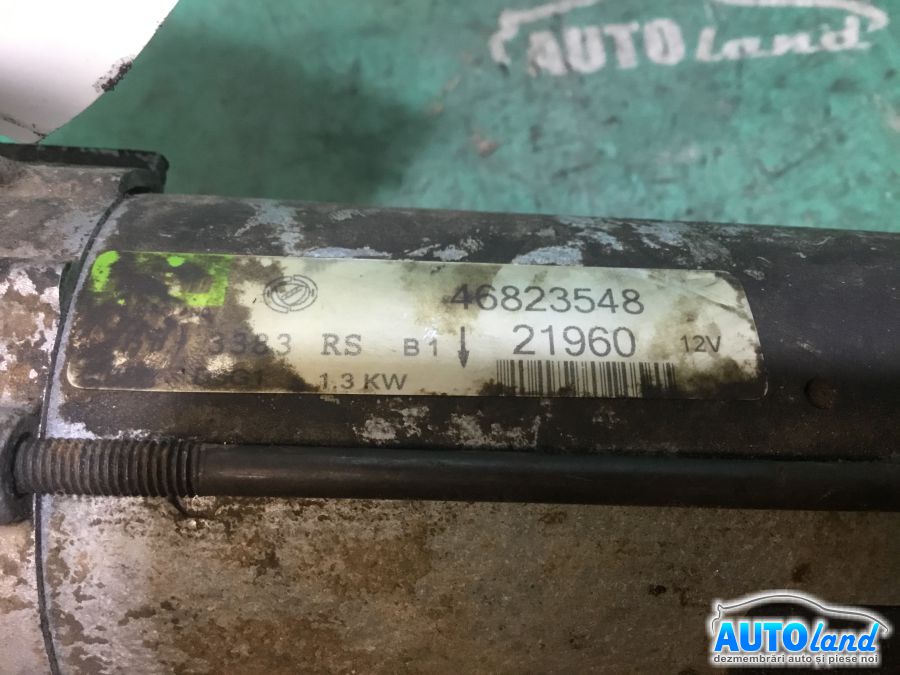 AUTOland
46823548
3383 RS B1 21960 12V
1.3 KW
AUTOland
dezmembrări auto și piese noi